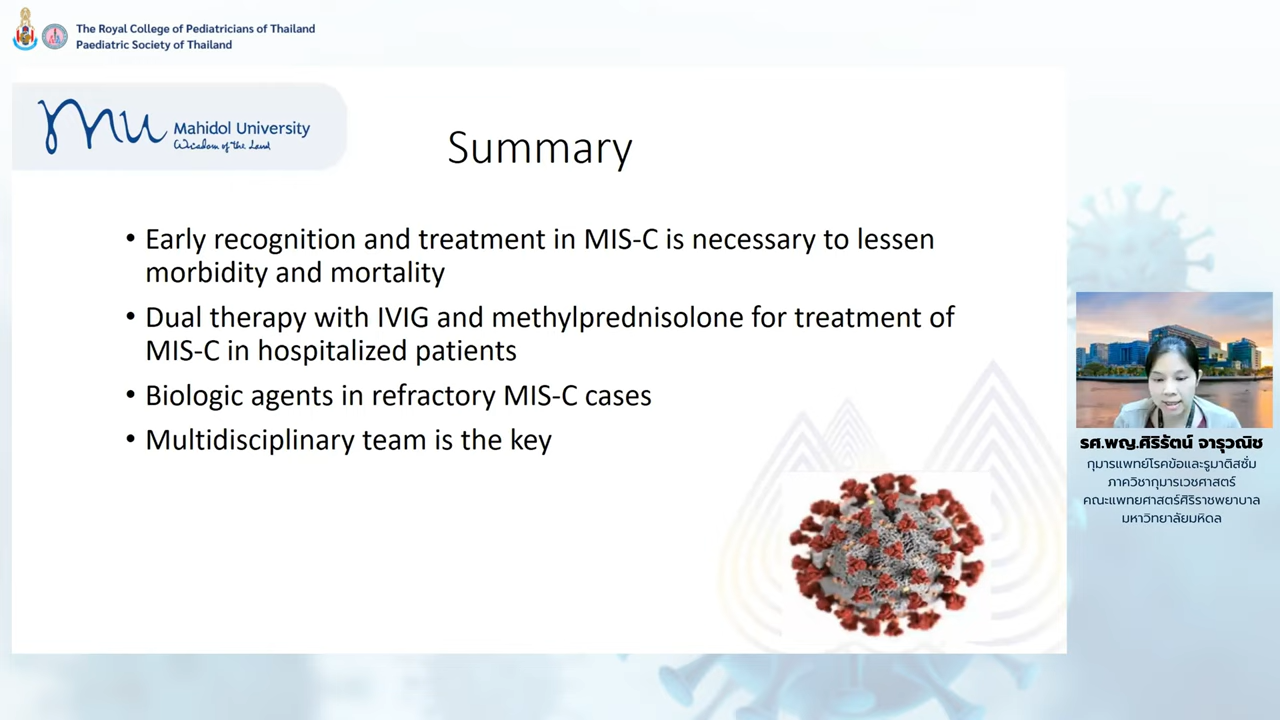 The Royal College of Pediatricians of Thailand
Paediatric Society of Thailand
mu
Mahidol University
Wisdom of the Land
Summary
• Early recognition and treatment in MIS-C is necessary to lessen
morbidity and mortality
• Dual therapy with IVIG and methylprednisolone for treatment of
MIS-C in hospitalized patients
• Biologic agents in refractory MIS-C cases
• Multidisciplinary team is the key
รศ.พญ.ศิริรัตน์ จารุวณิช
กุมารแพทย์โรคข้อและรูมาติสซั่ม
ภาควิชากุมารเวชศาสตร์
คณะแพทยศาสตร์ศิริราชพยาบาล
มหาวิทยาลัยมหิดล